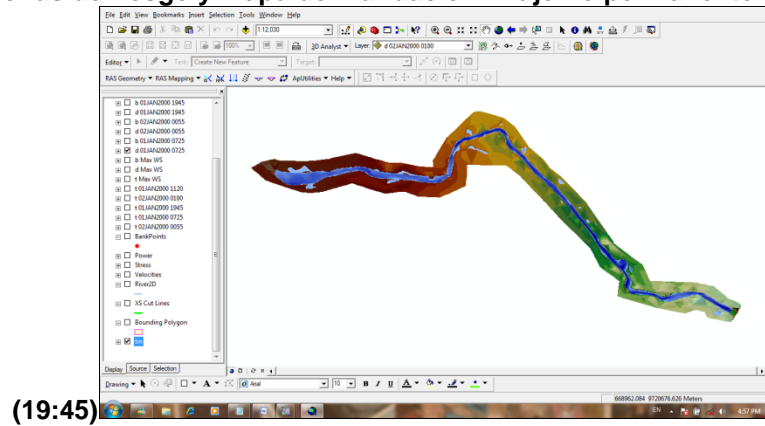 File Edit View Bookmarks Insert Selection Tools Window Help
1:12.030
100%
3D Analyst Layer: d 02JAN2000 0100
Editor Task: Create New Feature Target:
RAS Geometry RAS Mapping ApUtilities Help
b 01JAN2000 1945
d 01JAN2000 1945
b 02JAN2000 0055
d 02JAN2000 0055
b 01JAN2000 0725
d 01JAN2000 0725
b Max WS
d Max WS
t Max WS
t 01JAN2000 1120
t 02JAN2000 0100
t 01JAN2000 1945
t 01JAN2000 0725
t 02JAN2000 0055
BankPoints
Power
Stress
Velocities
River2D
XS Cut Lines
Bounding Polygon
tin
Display Source Selection
Drawing A Arial 10 B I U A
668962.084 9720676.626 Meters
(19:45)
EN 4:57 PM